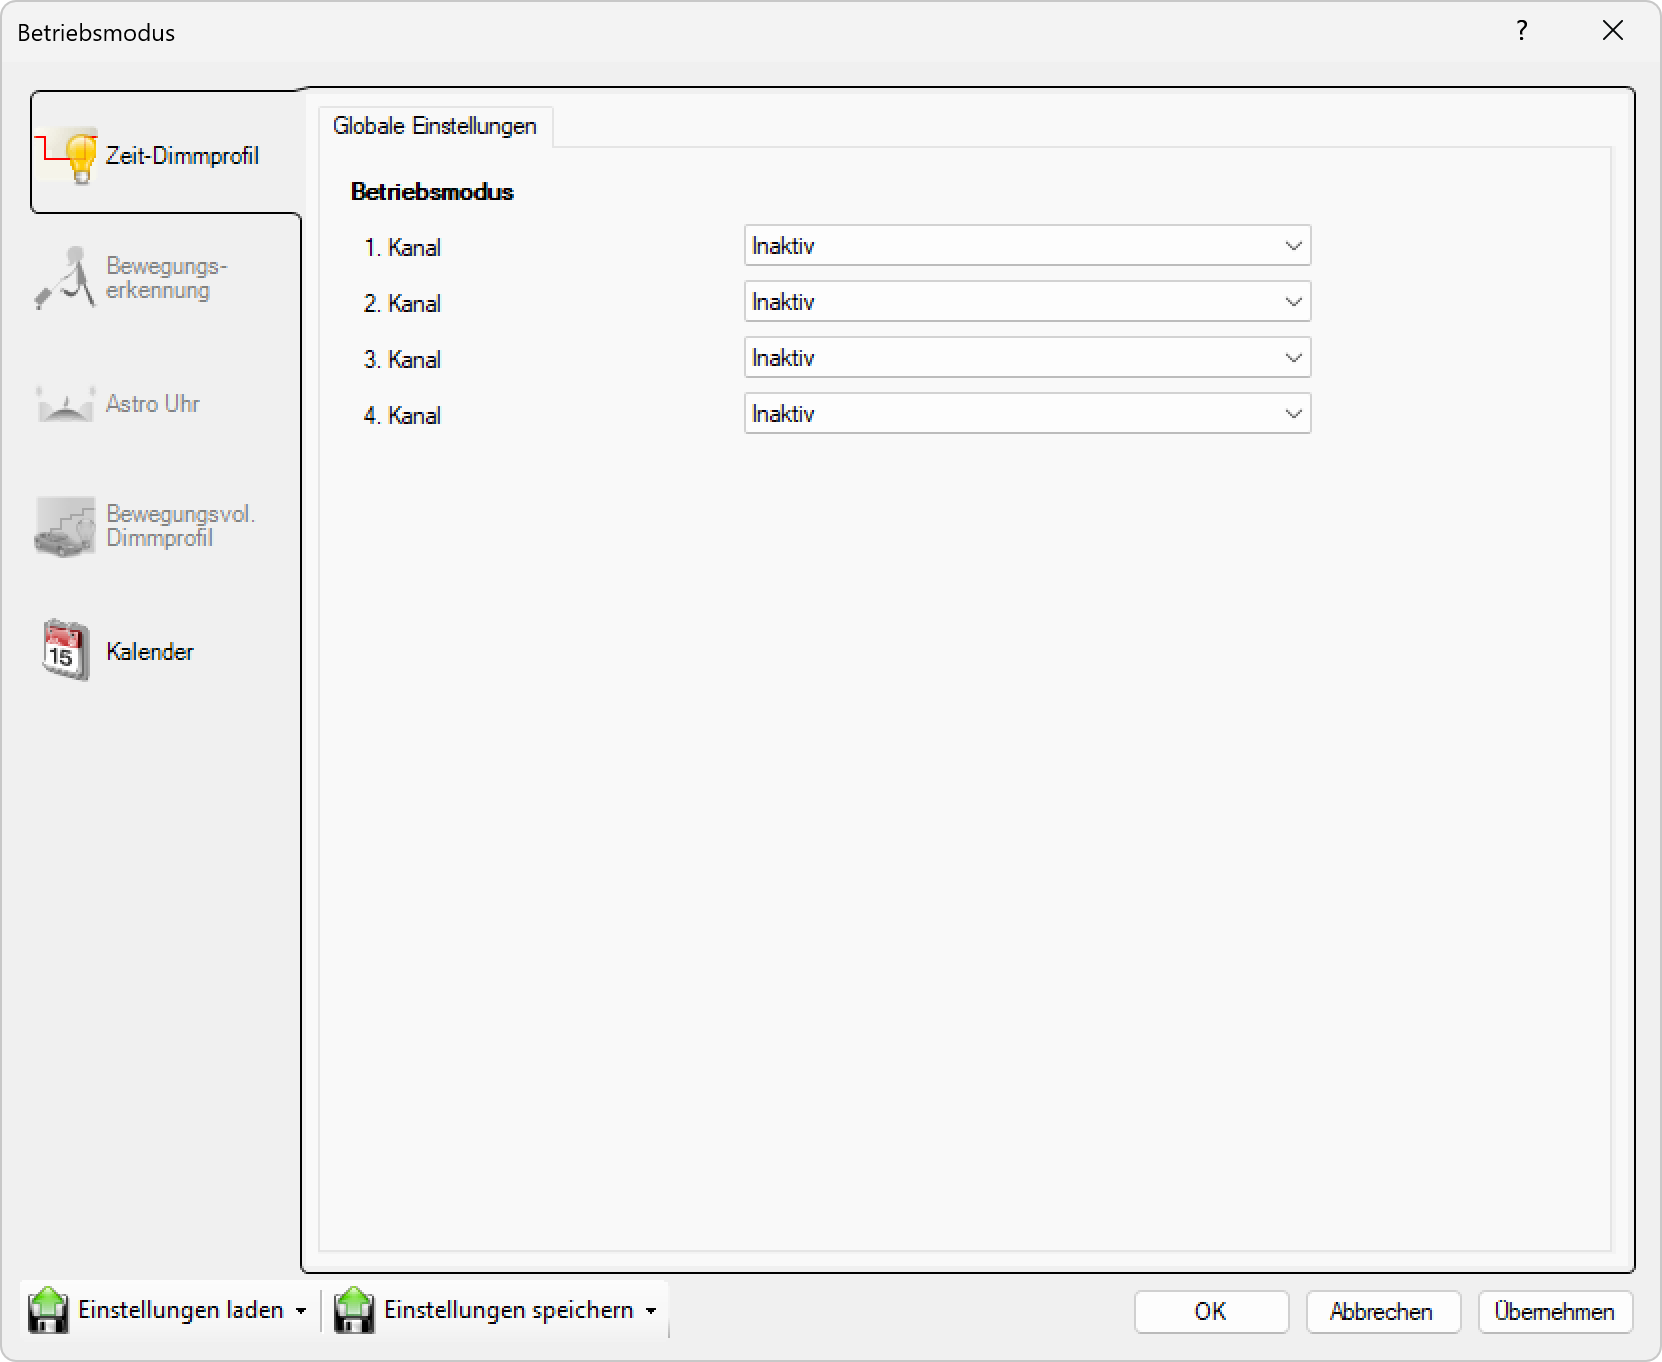 Betriebsmodus
?
Zeit-Dimmprofil
Bewegungs-
erkennung
Astro Uhr
Bewegungsvol.
Dimmprofil
15
Kalender
Globale Einstellungen
Betriebsmodus
1. Kanal
Inaktiv
2. Kanal
Inaktiv
3. Kanal
Inaktiv
4. Kanal
Inaktiv
Einstellungen laden
Einstellungen speichern
OK
Abbrechen
Übernehmen